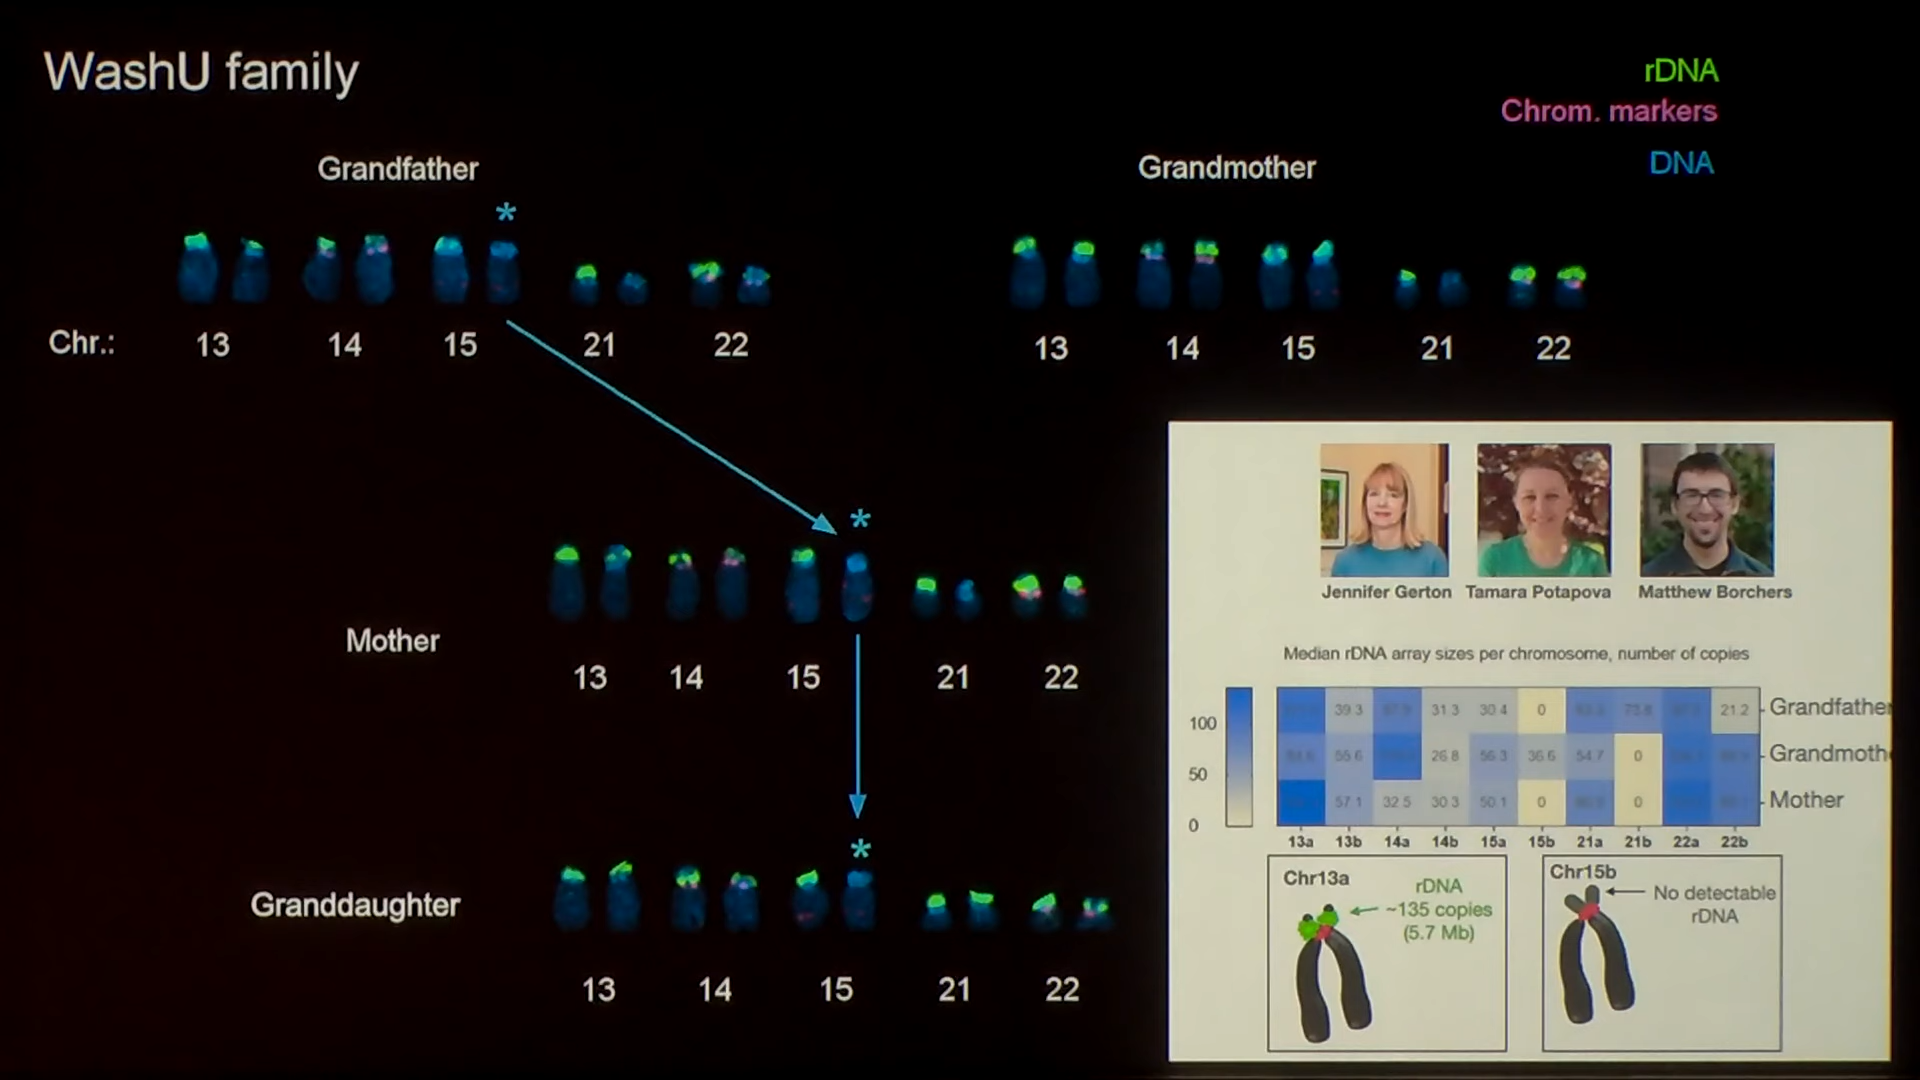 WashU family
rDNA
Chrom. markers
DNA
Grandfather
Grandmother
*
Chr.:
13 14 15 21 22
13 14 15 21 22
*
Mother
13 14 15 21 22
*
Granddaughter
13 14 15 21 22
Jennifer Gerton Tamara Potapova Matthew Borchers
Median rDNA array sizes per chromosome, number of copies
100
50
0
39.3 31.3 30.4 0 21.2 Grandfather
55.6 26.8 56.3 36.6 54.7 0 Grandmoth
57.1 32.5 30.3 50.1 0 0 Mother
13a 13b 14a 14b 15a 15b 21a 21b 22a 22b
Chr13a
rDNA
~135 copies
(5.7 Mb)
Chr15b
No detectable
rDNA